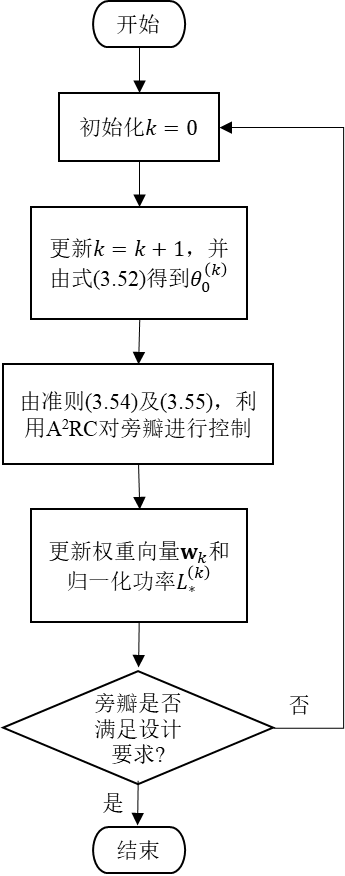 开始
初始化k = 0
更新k = k + 1，并
由式(3.52)得到θ₀⁽ᵏ⁾
由准则(3.54)及(3.55)，利
用A²RC对旁瓣进行控制
更新权重向量wₖ和
归一化功率L⁎⁽ᵏ⁾
旁瓣是否
满足设计
要求?
否
是
结束